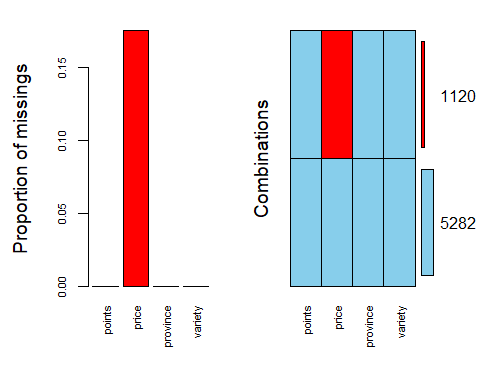 Proportion of missings
0.15
0.10
0.05
0.00
points
price
province
variety
Combinations
points
price
province
variety
1120
5282